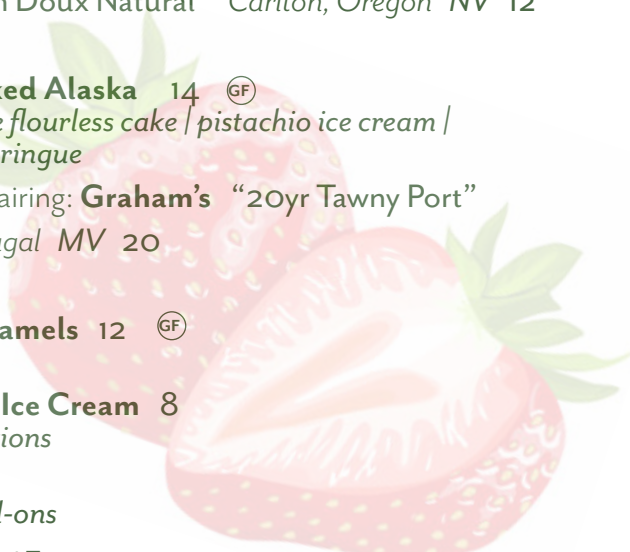 Doux Natural" Carlton, Oregon NV 12
ked Alaska 14 GF
e flourless cake | pistachio ice cream |
ringue
airing: Graham's "20yr Tawny Port"
ugal MV 20
amels 12 GF
Ice Cream 8
ions
l-ons